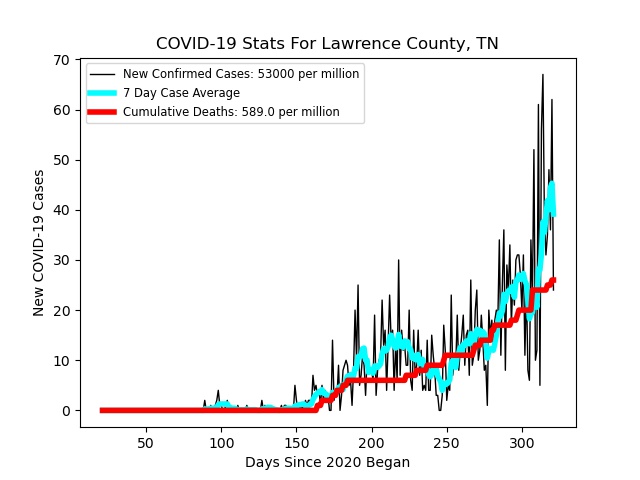 COVID-19 Stats For Lawrence County, TN
New Confirmed Cases: 53000 per million
7 Day Case Average
Cumulative Deaths: 589.0 per million
New COVID-19 Cases
70
60
50
40
30
20
10
0
50 100 150 200 250 300
Days Since 2020 Began